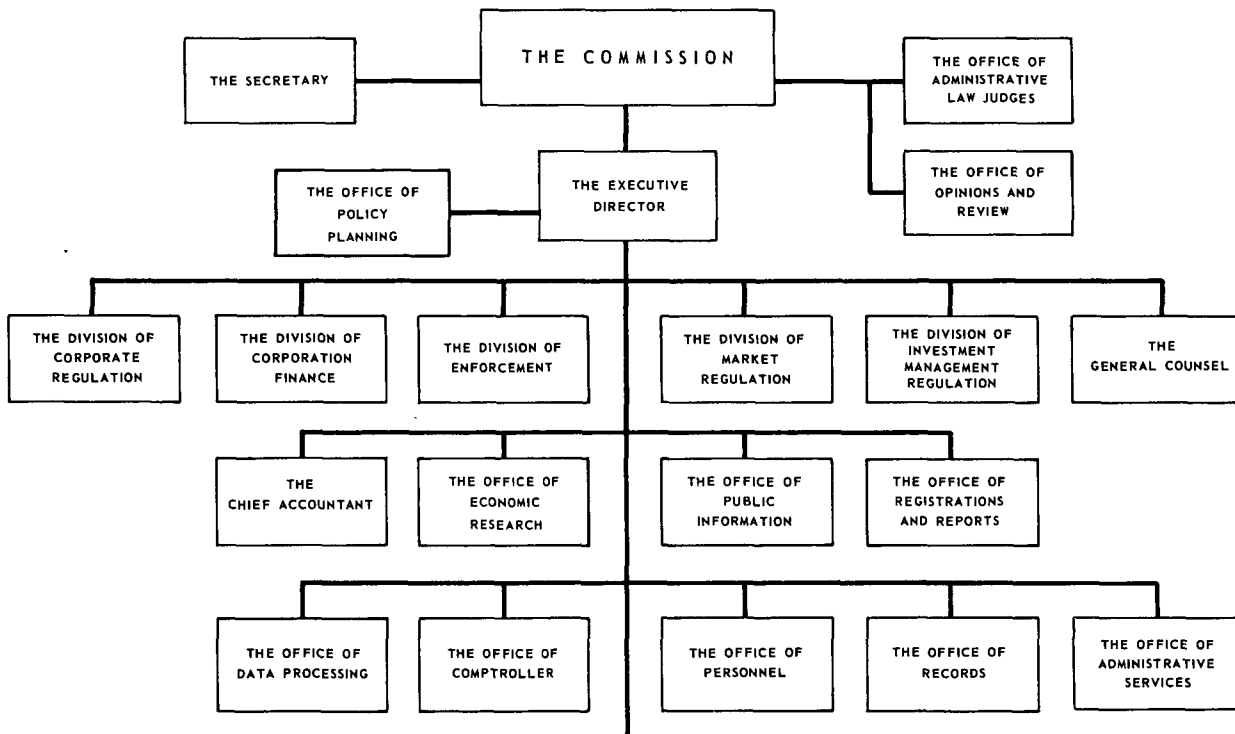 THE COMMISSION
THE SECRETARY
THE OFFICE OF
ADMINISTRATIVE
LAW JUDGES
THE OFFICE OF
OPINIONS AND
REVIEW
THE EXECUTIVE
DIRECTOR
THE OFFICE OF
POLICY
PLANNING
THE DIVISION OF
CORPORATE
REGULATION
THE DIVISION OF
CORPORATION
FINANCE
THE DIVISION OF
ENFORCEMENT
THE DIVISION OF
MARKET
REGULATION
THE DIVISION OF
INVESTMENT
MANAGEMENT
REGULATION
THE
GENERAL COUNSEL
THE
CHIEF ACCOUNTANT
THE OFFICE OF
ECONOMIC
RESEARCH
THE OFFICE OF
PUBLIC
INFORMATION
THE OFFICE OF
REGISTRATIONS
AND REPORTS
THE OFFICE OF
DATA PROCESSING
THE OFFICE OF
COMPTROLLER
THE OFFICE OF
PERSONNEL
THE OFFICE OF
RECORDS
THE OFFICE OF
ADMINISTRATIVE
SERVICES